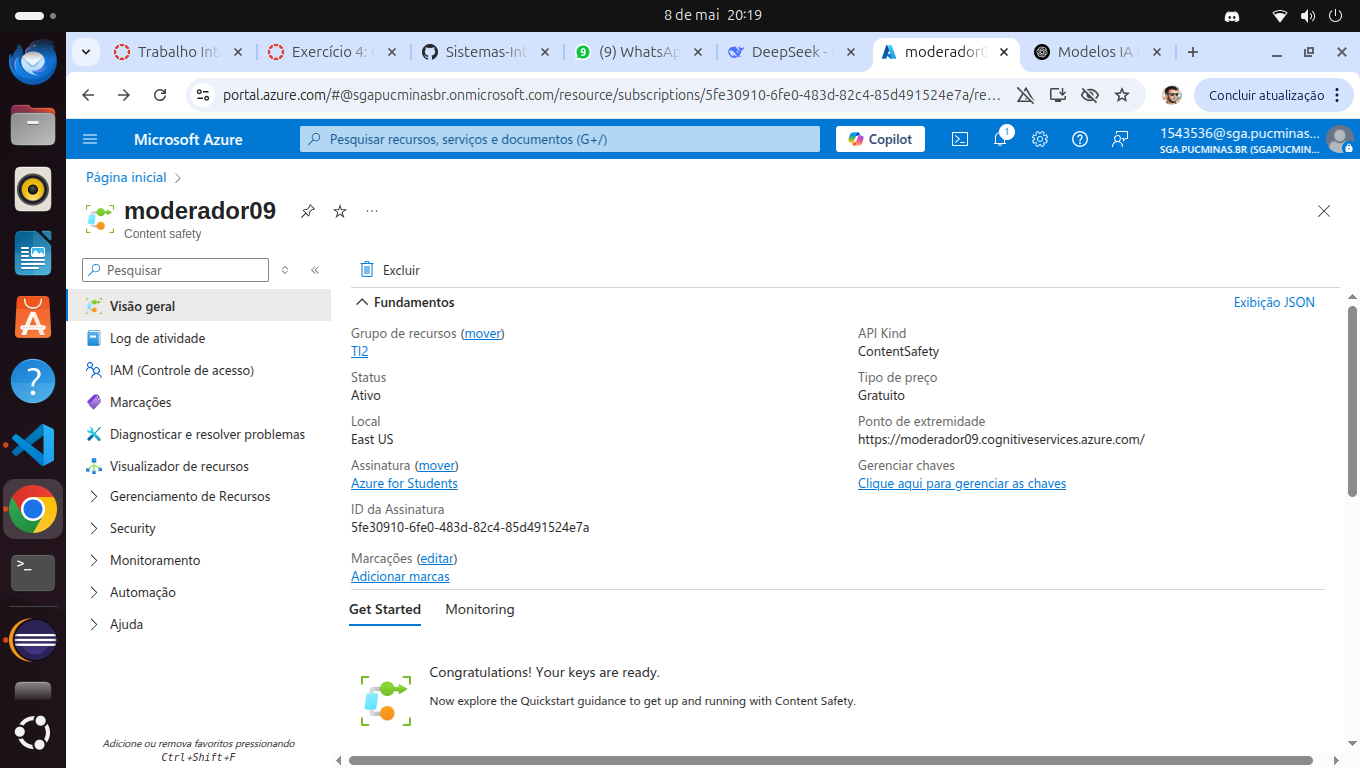 8 de mai 20:19
Trabalho Int
Exercício 4:
Sistemas-Int
(9) WhatsAp
DeepSeek -
moderador0
Modelos IA
portal.azure.com/#@sgapucminasbr.onmicrosoft.com/resource/subscriptions/5fe30910-6fe0-483d-82c4-85d491524e7a/re...
Concluir atualização
Microsoft Azure
Pesquisar recursos, serviços e documentos (G+/)
Copilot
1
1543536@sga.pucminas...
SGA.PUCMINAS.BR (SGAPUCMIN...
Página inicial
moderador09
Content safety
Pesquisar
Excluir
Visão geral
Log de atividade
IAM (Controle de acesso)
Marcações
Diagnosticar e resolver problemas
Visualizador de recursos
Gerenciamento de Recursos
Security
Monitoramento
Automação
Ajuda
Adicione ou remova favoritos pressionando
Ctrl+Shift+F
Fundamentos
Exibição JSON
Grupo de recursos (mover)
TI2
Status
Ativo
Local
East US
Assinatura (mover)
Azure for Students
ID da Assinatura
5fe30910-6fe0-483d-82c4-85d491524e7a
Marcações (editar)
Adicionar marcas
API Kind
ContentSafety
Tipo de preço
Gratuito
Ponto de extremidade
https://moderador09.cognitiveservices.azure.com/
Gerenciar chaves
Clique aqui para gerenciar as chaves
Get Started
Monitoring
Congratulations! Your keys are ready.
Now explore the Quickstart guidance to get up and running with Content Safety.